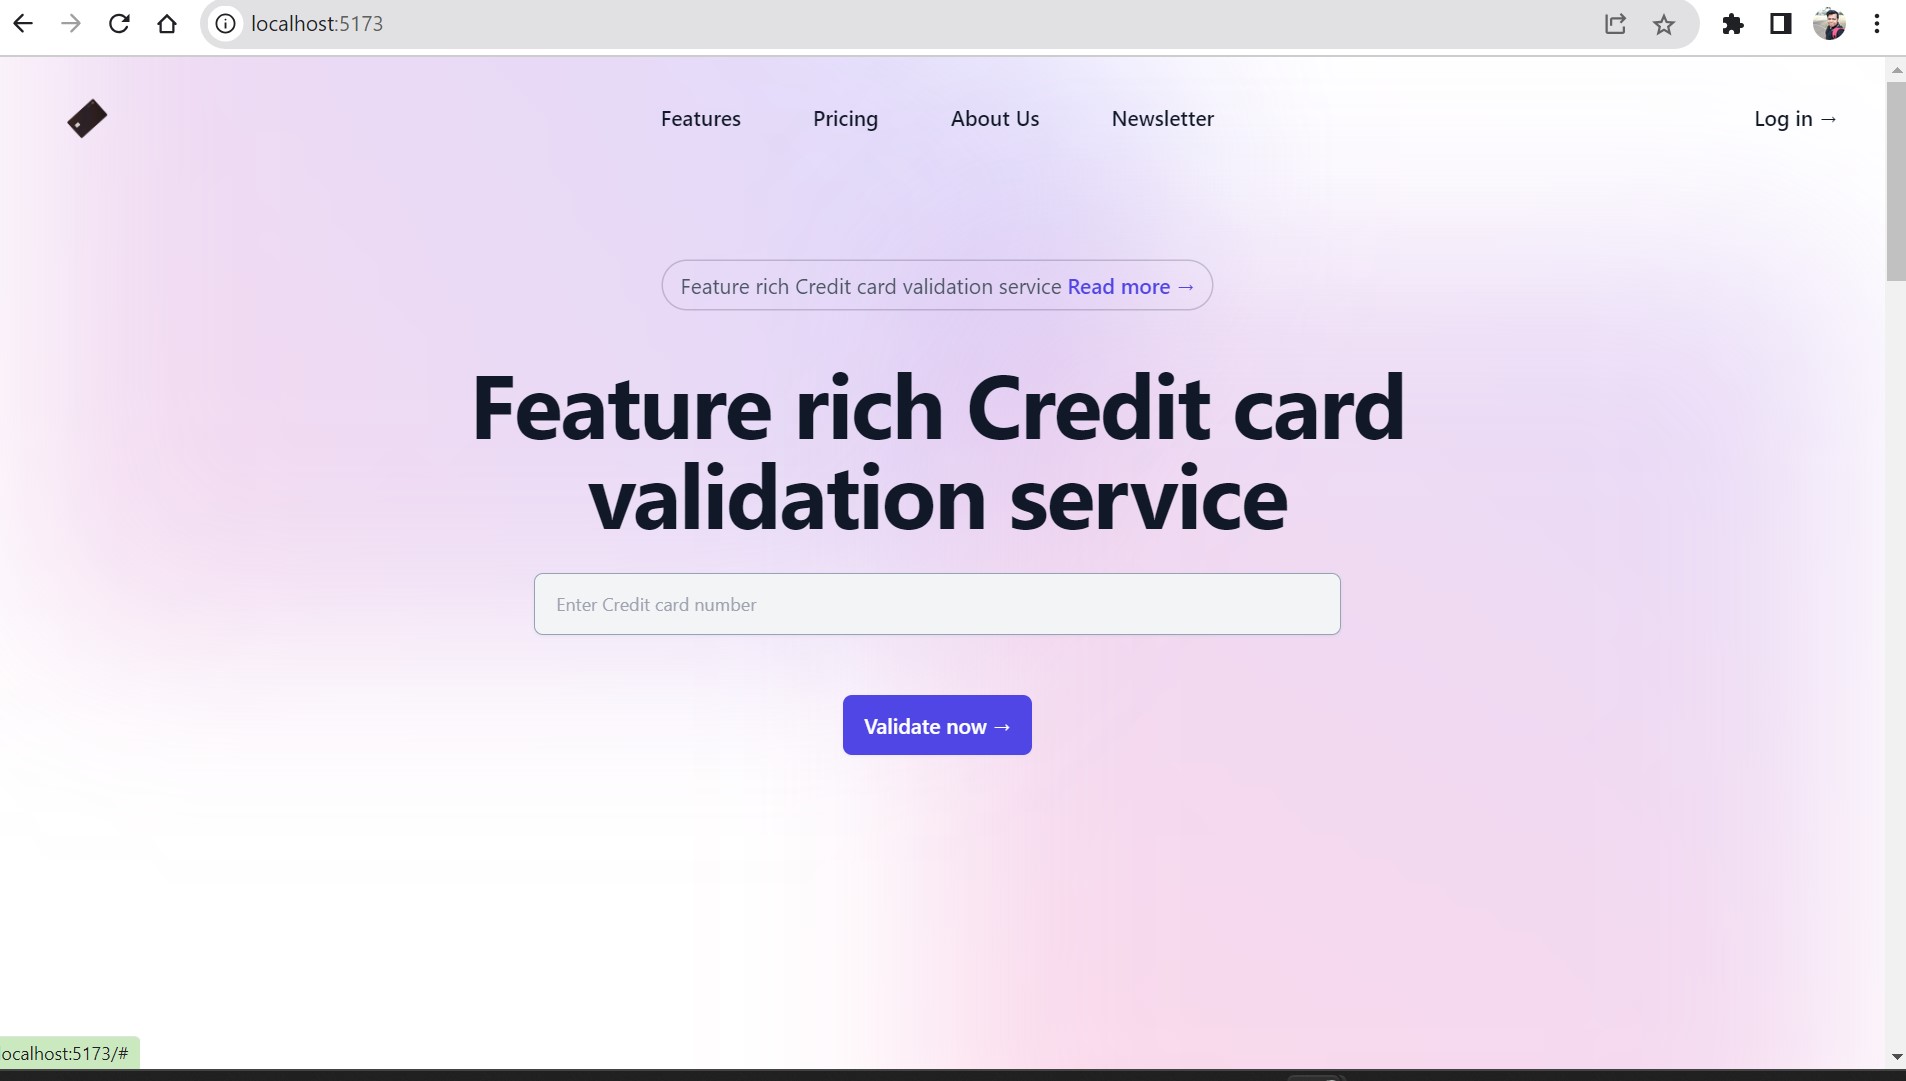 localhost:5173
Features Pricing About Us Newsletter Log in →
Feature rich Credit card validation service Read more →
Feature rich Credit card
validation service
Enter Credit card number
Validate now →
ocalhost:5173/#